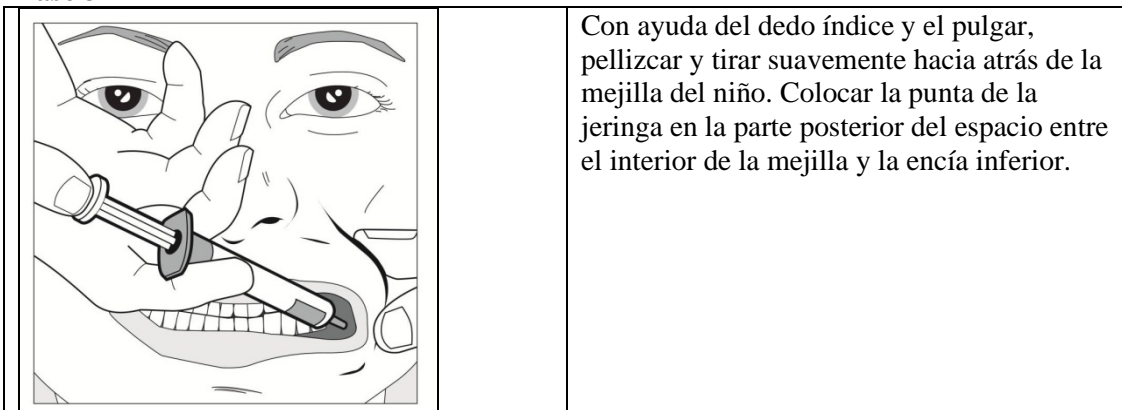 Con ayuda del dedo índice y el pulgar,
pellizcar y tirar suavemente hacia atrás de la
mejilla del niño. Colocar la punta de la
jeringa en la parte posterior del espacio entre
el interior de la mejilla y la encía inferior.